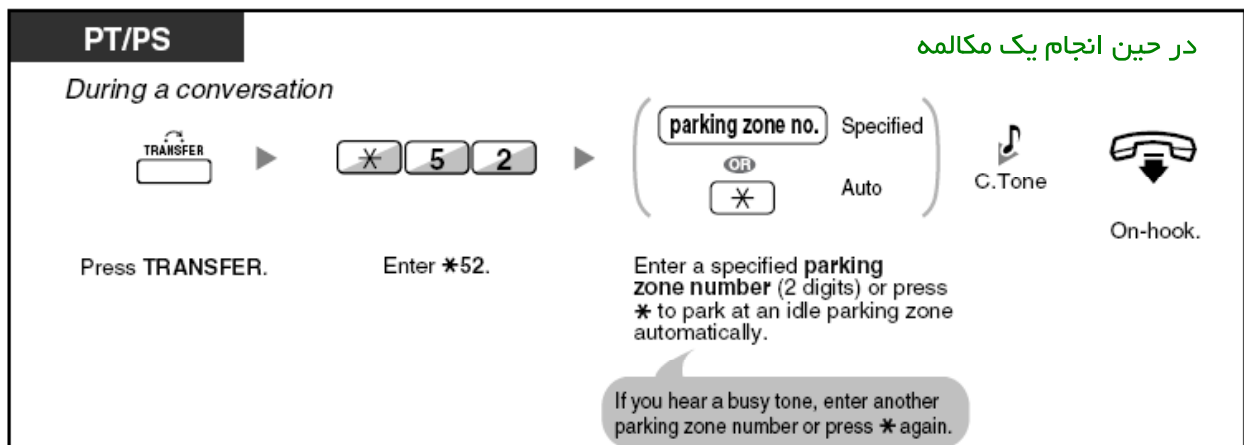 PT/PS
در حین انجام یک مکالمه
During a conversation
TRANSFER
* 5 2
parking zone no. Specified
OR
* Auto
C.Tone
Press TRANSFER.
Enter *52.
Enter a specified parking
zone number (2 digits) or press
* to park at an idle parking zone
automatically.
On-hook.
If you hear a busy tone, enter another
parking zone number or press * again.